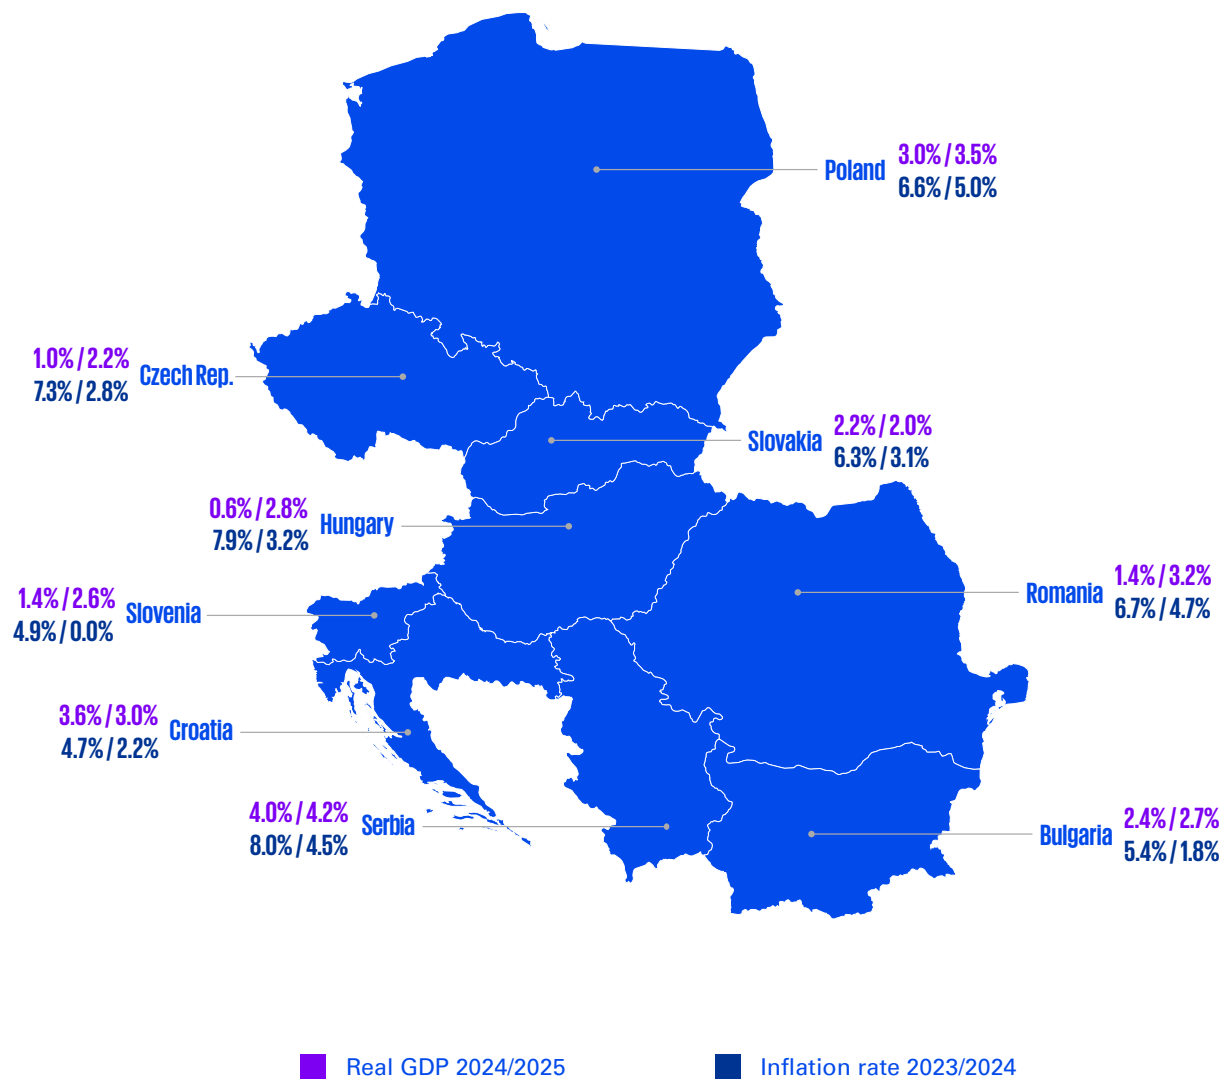 3.0% / 3.5%
Poland
6.6% / 5.0%
1.0% / 2.2%
Czech Rep.
7.3% / 2.8%
2.2% / 2.0%
Slovakia
6.3% / 3.1%
0.6% / 2.8%
Hungary
7.9% / 3.2%
1.4% / 3.2%
Romania
6.7% / 4.7%
1.4% / 2.6%
Slovenia
4.9% / 0.0%
3.6% / 3.0%
Croatia
4.7% / 2.2%
4.0% / 4.2%
Serbia
8.0% / 4.5%
2.4% / 2.7%
Bulgaria
5.4% / 1.8%
Real GDP 2024/2025
Inflation rate 2023/2024